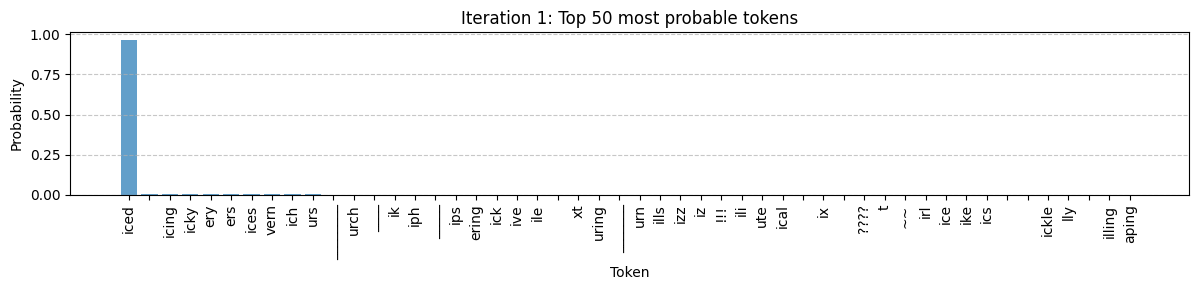 Iteration 1: Top 50 most probable tokens
Probability
1.00
0.75
0.50
0.25
0.00
iced
icing
icky
ery
ers
ices
vern
ich
urs
urch
ik
iph
ips
ering
ick
ive
ile
xt
uring
urn
ills
izz
iz
!!!
ili
ute
ical
ix
????
t
~~
irl
ice
ike
ics
ickle
lly
illing
aping
Token